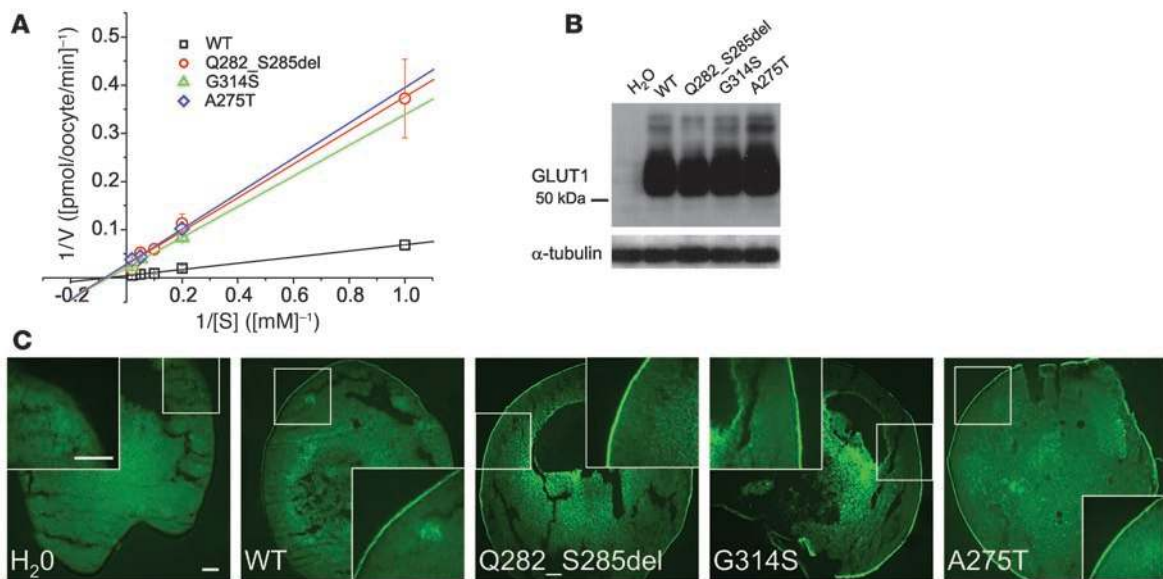 A
WT
Q282_S285del
G314S
A275T
1/V ([pmol/oocyte/min]⁻¹)
0.5
0.4
0.3
0.2
0.1
-0.2
0.2
0.4
0.6
0.8
1.0
1/[S] ([mM]⁻¹)
B
H₂O
WT
Q282_S285del
G314S
A275T
GLUT1
50 kDa
α-tubulin
C
H₂0
WT
Q282_S285del
G314S
A275T